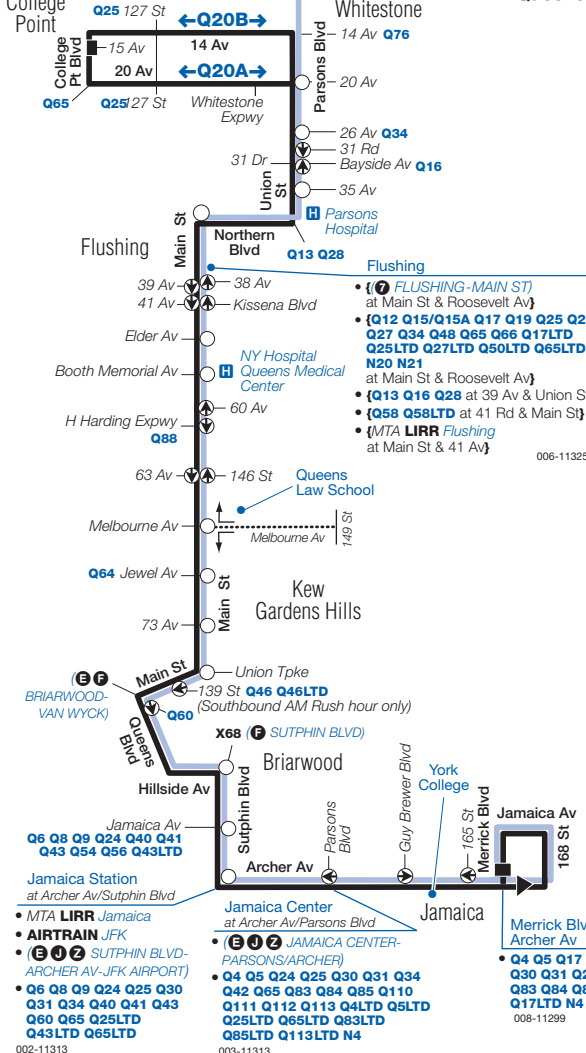 College
Point
Whitestone
Q25 127 St
←Q20B→
14 Av
14 Av Q76
15 Av
College
Pt Blvd
20 Av
←Q20A→
Parsons Blvd
20 Av
Q65
Q25 127 St
Whitestone
Expwy
26 Av Q34
31 Rd
31 Dr
Bayside Av Q16
Union
St
35 Av
Main St
H Parsons
Hospital
Northern
Blvd
Flushing
Q13 Q28
39 Av
38 Av
41 Av
Kissena Blvd
Flushing
• {(7 FLUSHING-MAIN ST)
at Main St & Roosevelt Av}
• {Q12 Q15/Q15A Q17 Q19 Q25 Q2
Q27 Q34 Q48 Q65 Q66 Q17LTD
Q25LTD Q27LTD Q50LTD Q65LTD
N20 N21
at Main St & Roosevelt Av}
• {Q13 Q16 Q28 at 39 Av & Union S
• {Q58 Q58LTD at 41 Rd & Main St}
• {MTA LIRR Flushing
at Main St & 41 Av}
006-11325
Elder Av
Booth Memorial Av
H NY Hospital
Queens Medical
Center
60 Av
H Harding Expwy
Q88
63 Av
146 St
Queens
Law School
Melbourne Av
Melbourne Av
149 St
Q64 Jewel Av
Main St
Kew
Gardens Hills
73 Av
Main St
Union Tpke
(E F
BRIARWOOD-
VAN WYCK)
139 St Q46 Q46LTD
(Southbound AM Rush hour only)
Q60
Queens
Blvd
X68 (F SUTPHIN BLVD)
Briarwood
Hillside Av
Sutphin Blvd
Jamaica Av
Q6 Q8 Q9 Q24 Q40 Q41
Q43 Q54 Q56 Q43LTD
Parsons
Blvd
Guy Brewer Blvd
York
College
165 St
Merrick Blvd
Jamaica Av
168 St
Archer Av
Jamaica
Jamaica Station
at Archer Av/Sutphin Blvd
• MTA LIRR Jamaica
• AIRTRAIN JFK
• (E J Z SUTPHIN BLVD-
ARCHER AV-JFK AIRPORT)
• Q6 Q8 Q9 Q24 Q25 Q30
Q31 Q34 Q40 Q41 Q43
Q60 Q65 Q25LTD
Q43LTD Q65LTD
002-11313
Jamaica Center
at Archer Av/Parsons Blvd
• (E J Z JAMAICA CENTER-
PARSONS/ARCHER)
• Q4 Q5 Q24 Q25 Q30 Q31 Q34
Q42 Q65 Q83 Q84 Q85 Q110
Q111 Q112 Q113 Q4LTD Q5LTD
Q25LTD Q65LTD Q83LTD
Q85LTD Q113LTD N4
003-11313
Merrick Blv
Archer Av
• Q4 Q5 Q17
Q30 Q31 Q
Q83 Q84 Q8
Q17LTD N4
008-11299